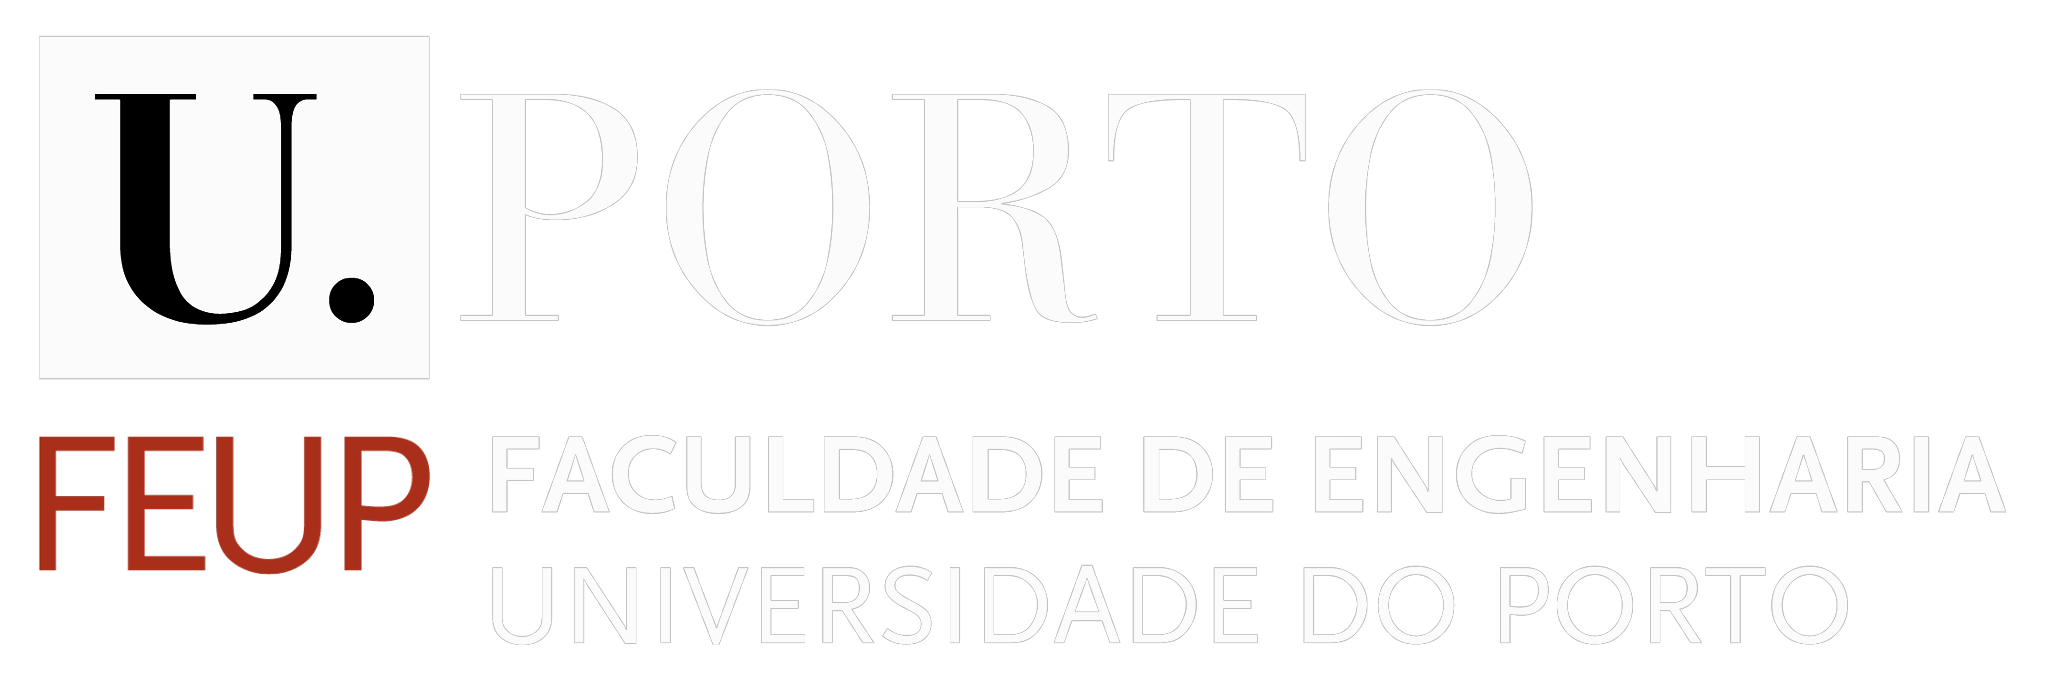 U. PORTO
FEUP FACULDADE DE ENGENHARIA
UNIVERSIDADE DO PORTO